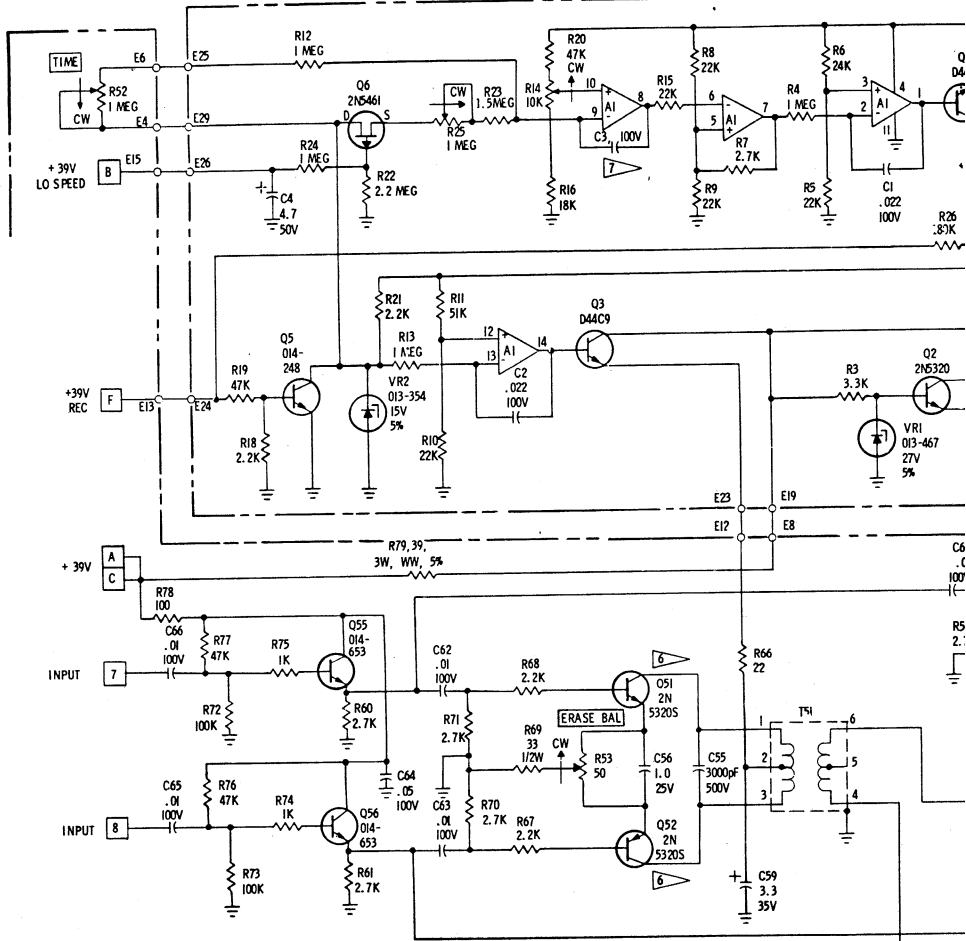 TIME
E6
E25
R12
1 MEG
R52
1 MEG
CW
E4
E29
Q6
2N5461
D
S
CW
R25
1 MEG
R23
1.5MEG
R20
47K
CW
R14
10K
10
9
+
-
A1
8
C3, 100V
7
R16
18K
R15
22K
R8
22K
6
5
-
+
A1
7
R7
2.7K
R9
22K
R4
1 MEG
R6
24K
3
2
+
-
A1
4
1
11
R5
22K
C1
.022
100V
Q
D4
+39V
LO SPEED
B
E15
E26
R24
1 MEG
R22
2.2 MEG
+
C4
4.7
50V
R26
R21
2.2K
R11
51K
R13
1 MEG
12
13
+
-
A1
14
Q3
D44C9
C2
.022
100V
Q5
014-
248
VR2
013-354
15V
5%
R10
22K
+39V
REC
F
E13
E24
R19
47K
R18
2.2K
R3
3.3K
Q2
2N5320
VR1
013-467
27V
5%
E23
E19
E12
E8
+ 39V
A
C
R79, 39,
3W, WW, 5%
R78
100
C66
.01
100V
R77
47K
R75
1K
Q55
014-
653
INPUT
7
R72
100K
R60
2.7K
C62
.01
100V
R68
2.2K
6
Q51
2N
5320S
R71
2.7K
R69
33
1/2W
ERASE BAL
CW
R53
50
C56
1.0
25V
C55
3000pF
500V
R66
22
T51
1
2
3
6
5
4
C65
.01
100V
R76
47K
R74
1K
Q56
014-
653
C64
.05
100V
C63
.01
100V
R70
2.7K
R67
2.2K
Q52
2N
5320S
6
INPUT
8
R73
100K
R61
2.7K
+
C59
3.3
35V
C6
100V
R5
2.7